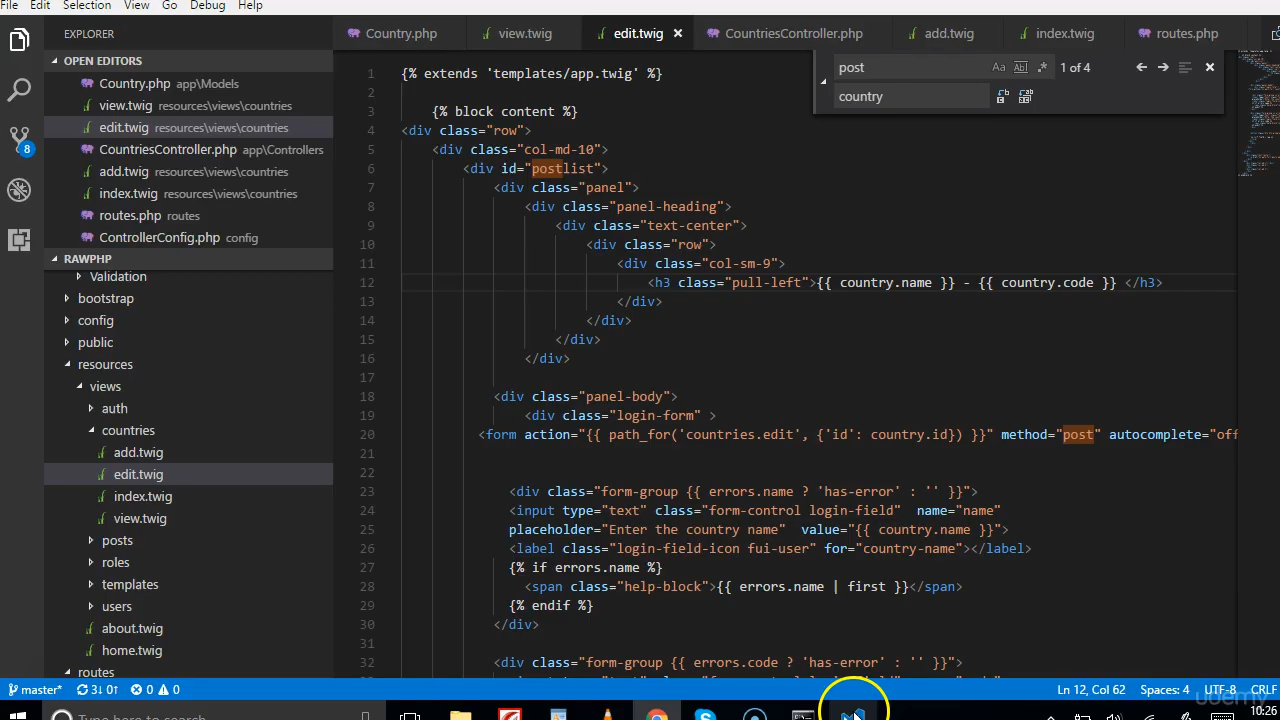 File Edit Selection View Go Debug Help
EXPLORER
Country.php view.twig edit.twig CountriesController.php add.twig index.twig routes.php
OPEN EDITORS
Country.php app\Models
view.twig resources\views\countries
edit.twig resources\views\countries
CountriesController.php app\Controllers
add.twig resources\views\countries
index.twig resources\views\countries
routes.php routes
ControllerConfig.php config
RAWPHP
Validation
bootstrap
config
public
resources
views
auth
countries
add.twig
edit.twig
index.twig
view.twig
posts
roles
templates
users
about.twig
home.twig
routes
post Aa Abl .* 1 of 4
country
1 {% extends 'templates/app.twig' %}
2
3 {% block content %}
4 <div class="row">
5 <div class="col-md-10">
6 <div id="postlist">
7 <div class="panel">
8 <div class="panel-heading">
9 <div class="text-center">
10 <div class="row">
11 <div class="col-sm-9">
12 <h3 class="pull-left">{{ country.name }} - {{ country.code }} </h3>
13 </div>
14 </div>
15 </div>
16 </div>
17
18 <div class="panel-body">
19 <div class="login-form" >
20 <form action="{{ path_for('countries.edit', {'id': country.id}) }}" method="post" autocomplete="off
21
22
23 <div class="form-group {{ errors.name ? 'has-error' : '' }}">
24 <input type="text" class="form-control login-field" name="name"
25 placeholder="Enter the country name" value="{{ country.name }}">
26 <label class="login-field-icon fui-user" for="country-name"></label>
27 {% if errors.name %}
28 <span class="help-block">{{ errors.name | first }}</span>
29 {% endif %}
30 </div>
31
32 <div class="form-group {{ errors.code ? 'has-error' : '' }}">
8
master* 3↓ 0↑ 0 0 Ln 12, Col 62 Spaces: 4 UTF-8 CRLF
udemy
Type here to search
10:26